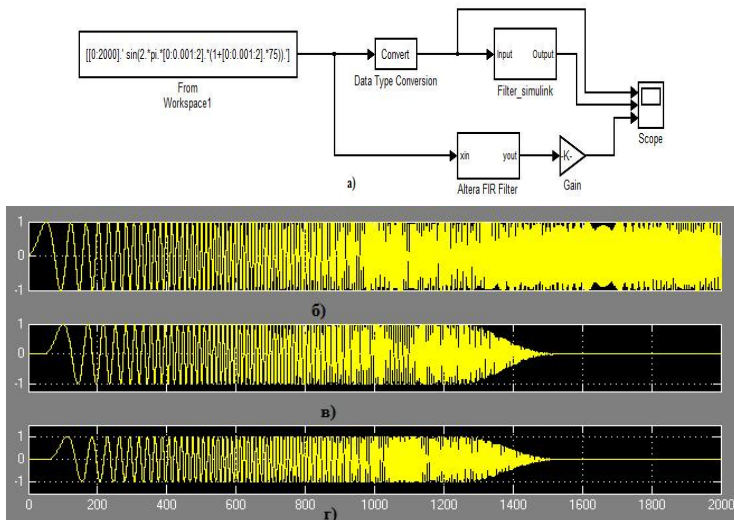 [[0:2000].' sin(2.*pi.*[0:0.001:2].*(1+[0:0.001:2].*75)).']
From
Workspace1
Convert
Data Type Conversion
Input Output
Filter_simulink
Scope
xin yout
Altera FIR Filter
-K-
Gain
а)
1
0
-1
б)
1
0
-1
в)
1
0
-1
0 200 400 600 800 1000 1200 1400 1600 1800 2000
г)